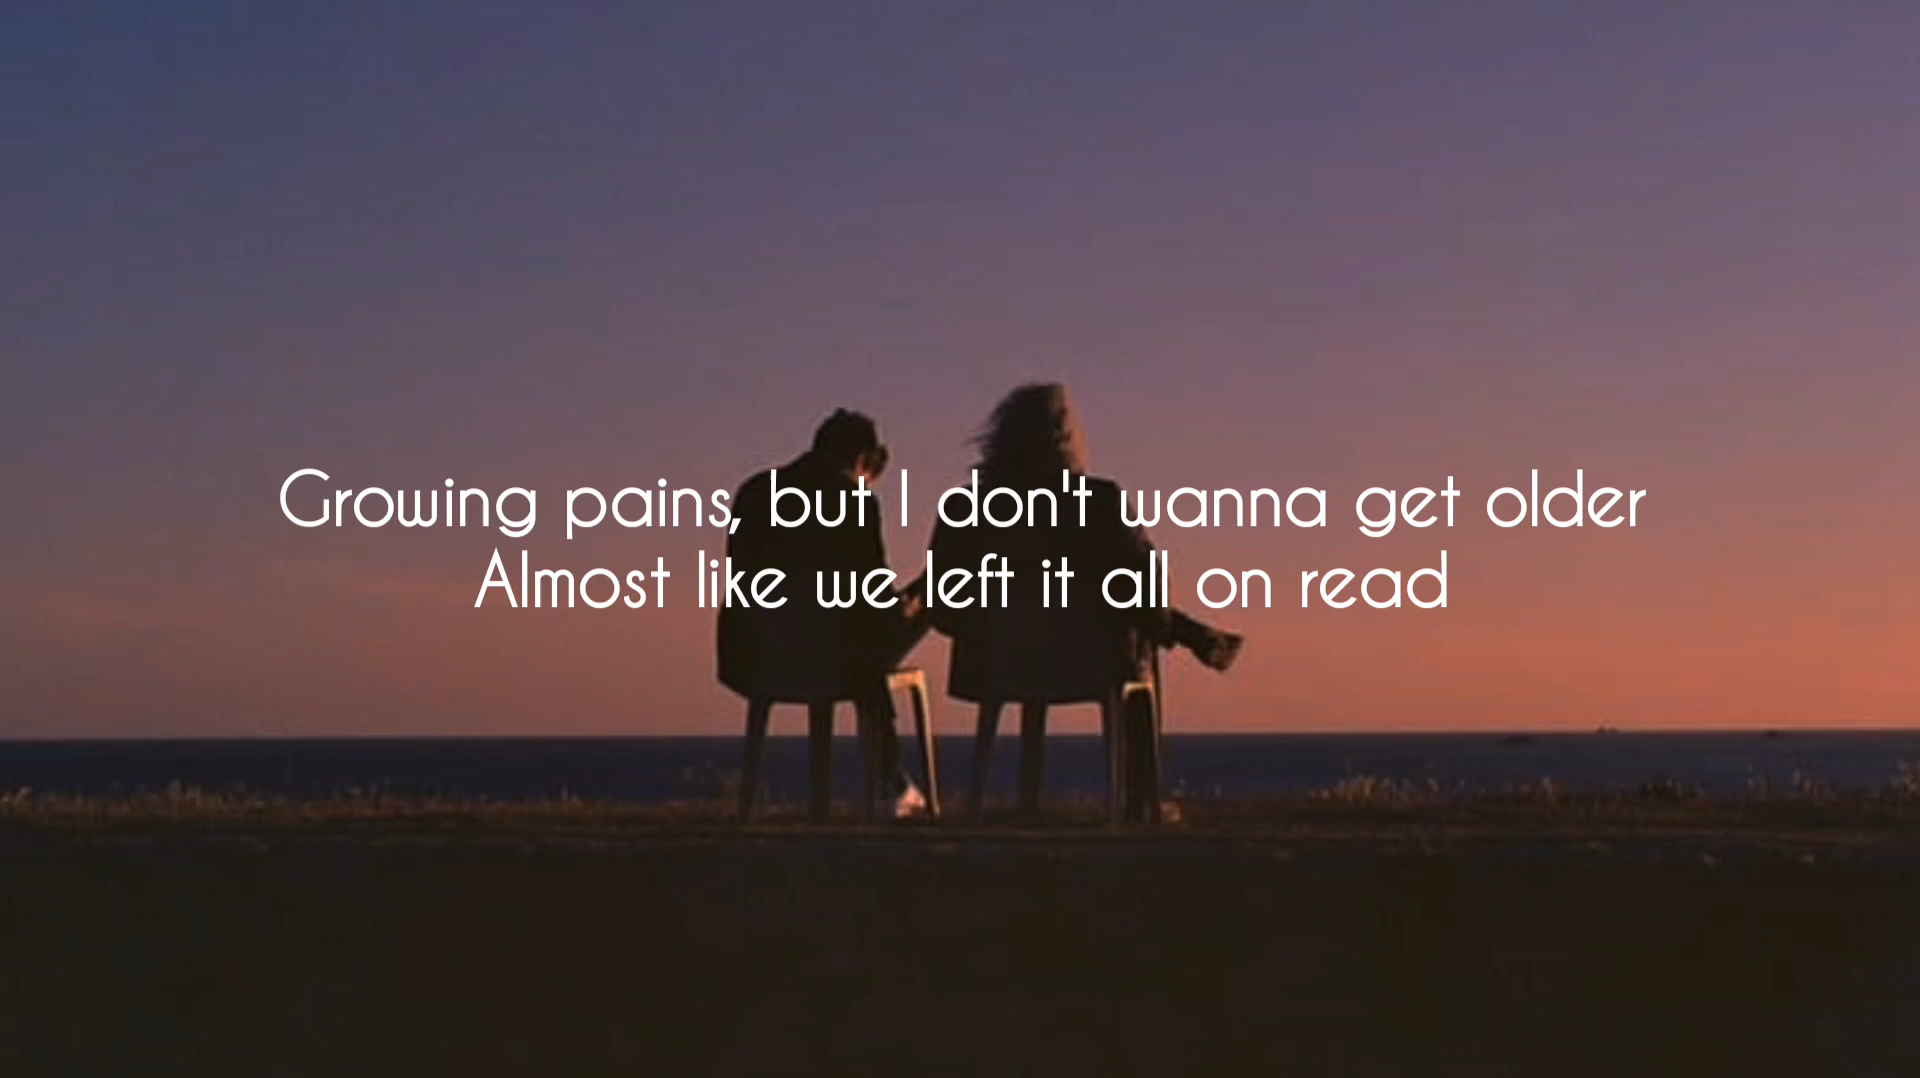 Growing pains, but I don't wanna get older
Almost like we left it all on read